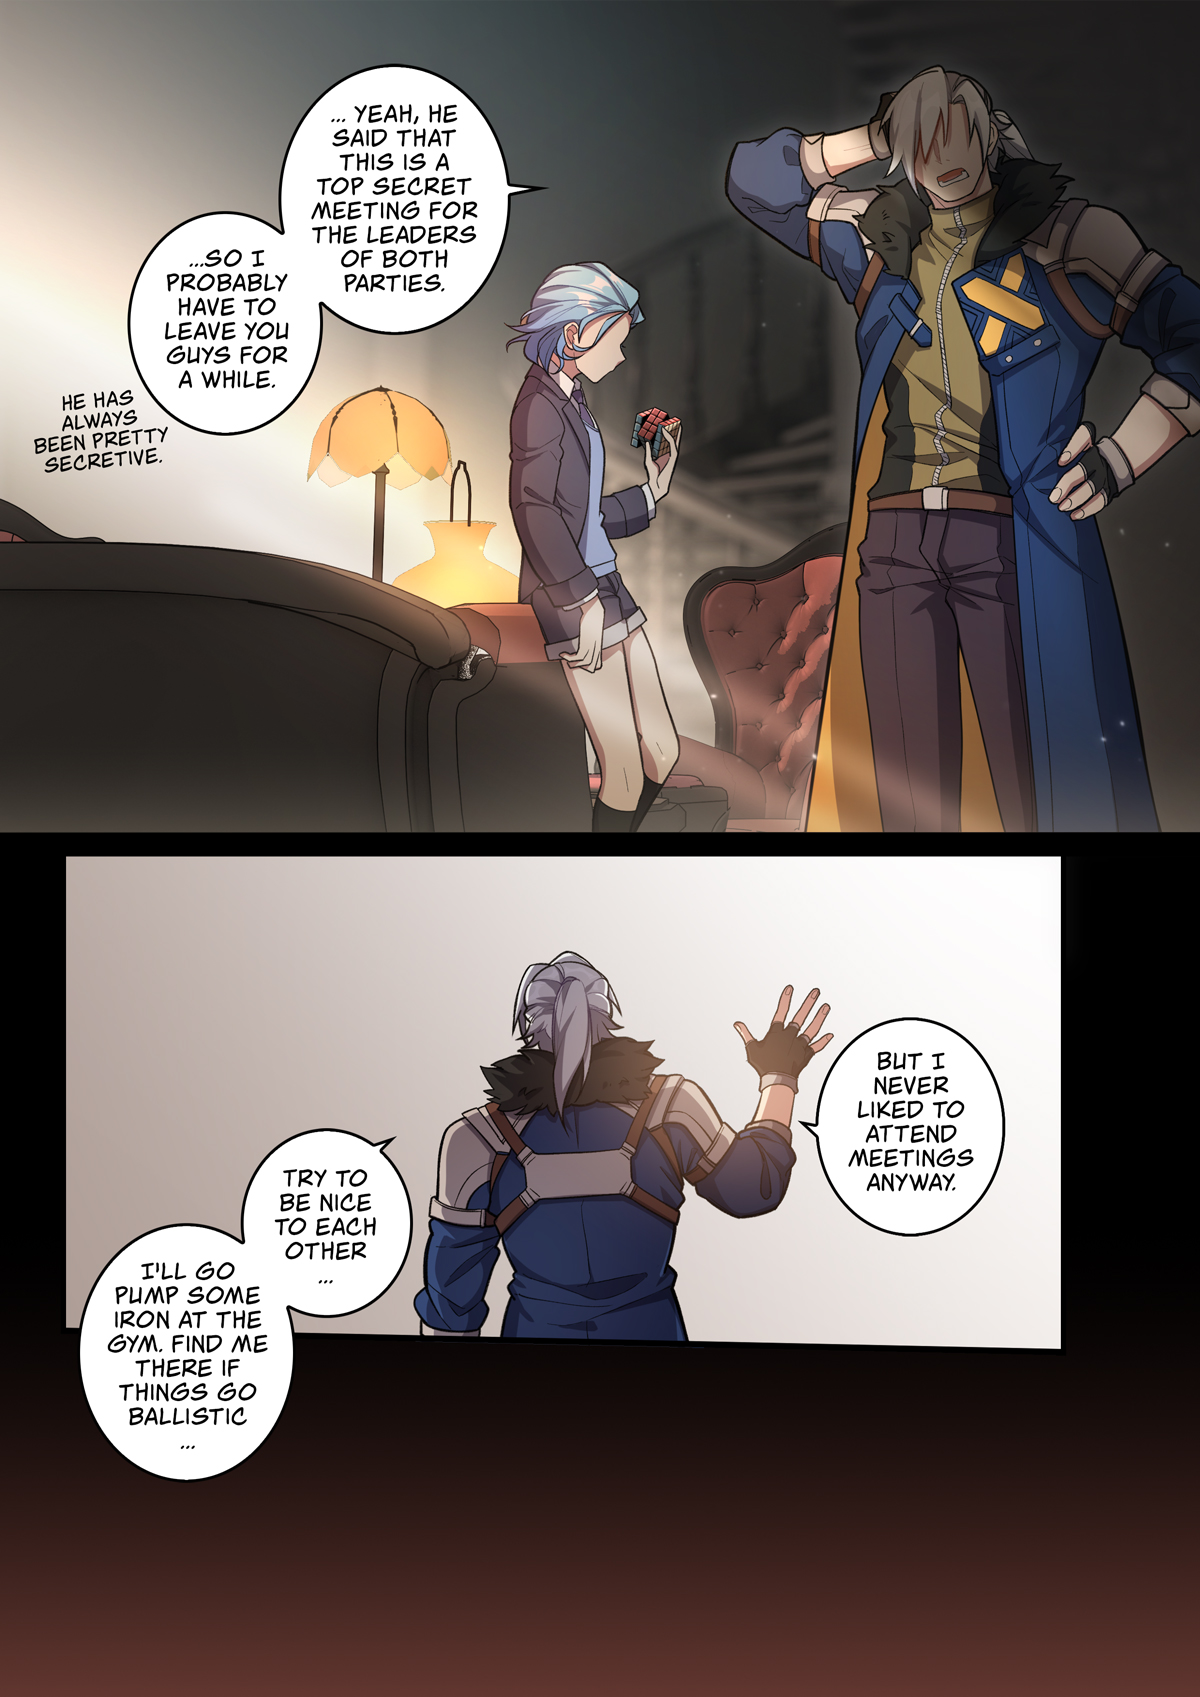 ... YEAH, HE
SAID THAT
THIS IS A
TOP SECRET
MEETING FOR
THE LEADERS
OF BOTH
PARTIES.
...SO I
PROBABLY
HAVE TO
LEAVE YOU
GUYS FOR
A WHILE.
HE HAS
ALWAYS
BEEN PRETTY
SECRETIVE.
BUT I
NEVER
LIKED TO
ATTEND
MEETINGS
ANYWAY.
TRY TO
BE NICE
TO EACH
OTHER
...
I'LL GO
PUMP SOME
IRON AT THE
GYM. FIND ME
THERE IF
THINGS GO
BALLISTIC
...